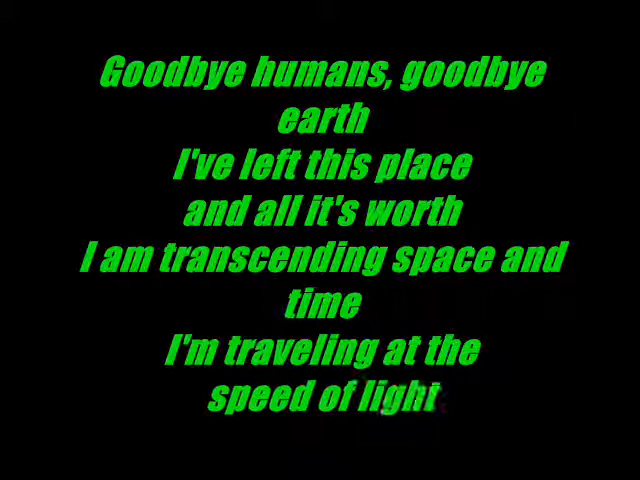 Goodbye humans, goodbye
earth
I've left this place
and all it's worth
I am transcending space and
time
I'm traveling at the
speed of light